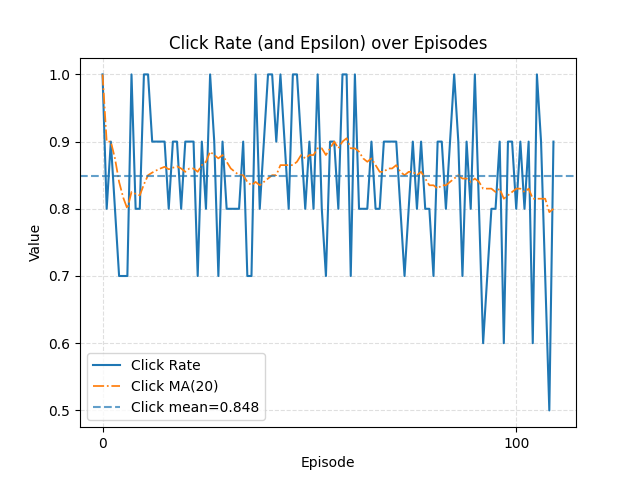 Click Rate (and Epsilon) over Episodes
Value
1.0
0.9
0.8
0.7
0.6
0.5
Click Rate
Click MA(20)
Click mean=0.848
0
100
Episode